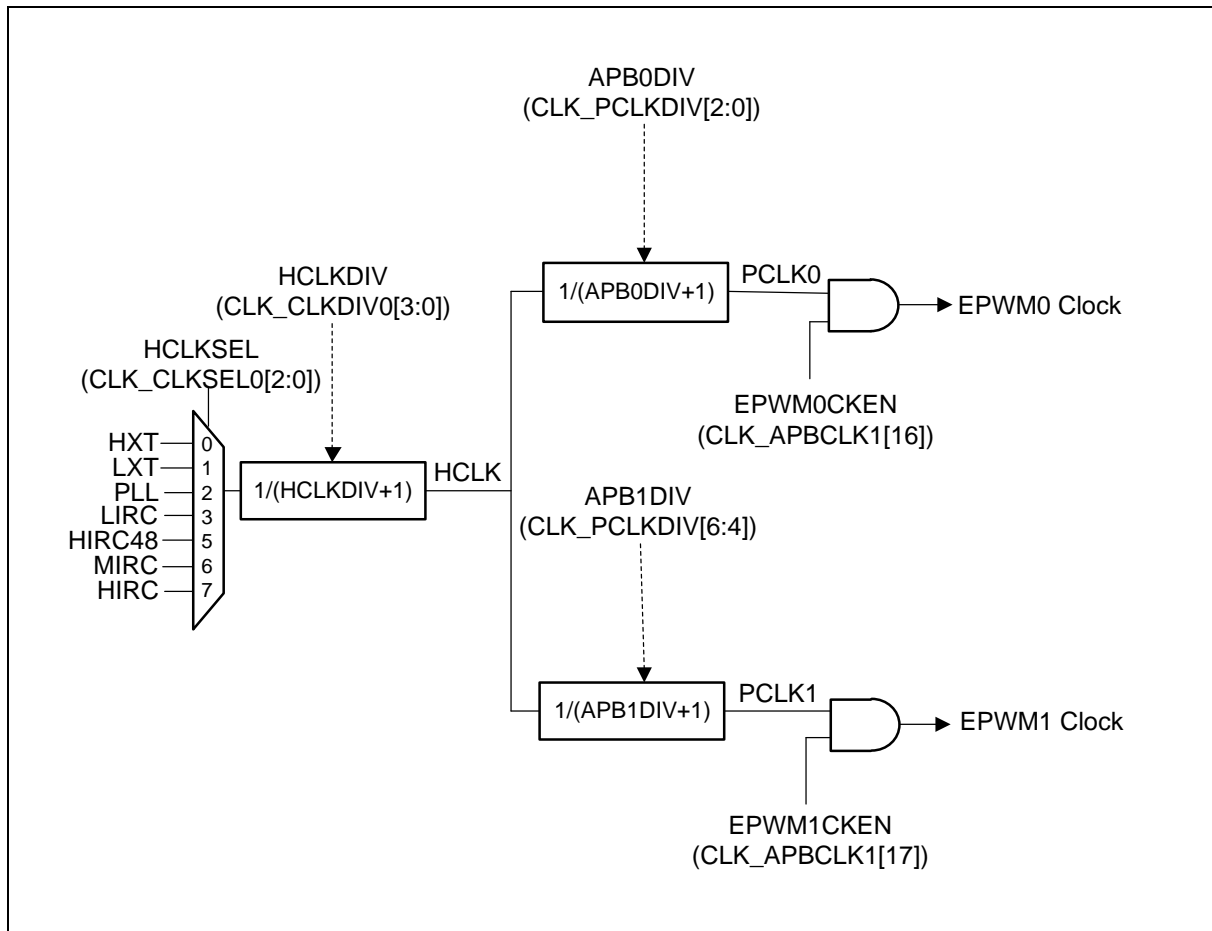 APB0DIV
(CLK_PCLKDIV[2:0])
HCLKDIV
(CLK_CLKDIV0[3:0])
HCLKSEL
(CLK_CLKSEL0[2:0])
HXT
LXT
PLL
LIRC
HIRC48
MIRC
HIRC
0
1
2
3
5
6
7
1/(HCLKDIV+1)
HCLK
1/(APB0DIV+1)
PCLK0
EPWM0 Clock
EPWM0CKEN
(CLK_APBCLK1[16])
APB1DIV
(CLK_PCLKDIV[6:4])
1/(APB1DIV+1)
PCLK1
EPWM1 Clock
EPWM1CKEN
(CLK_APBCLK1[17])